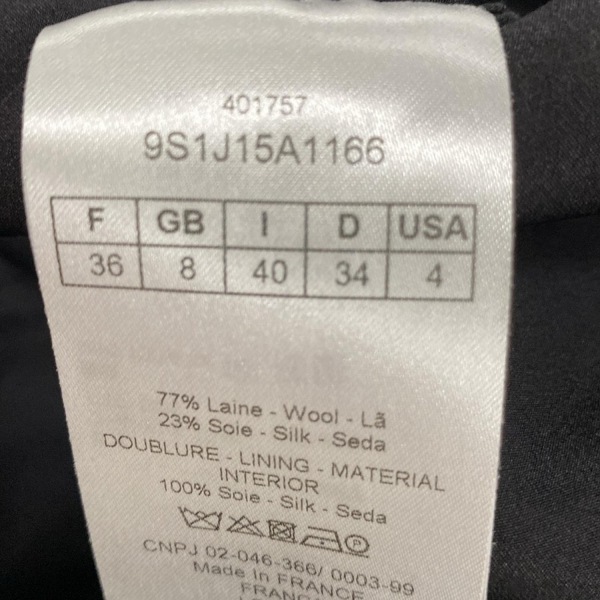 401757
9S1J15A1166
F GB I D USA
36 8 40 34 4
77% Laine - Wool - Lã
23% Soie - Silk - Seda
DOUBLURE - LINING - MATERIAL
INTERIOR
100% Soie - Silk - Seda
P
CNPJ 02-046-366/ 0003-99
Made In FRANCE